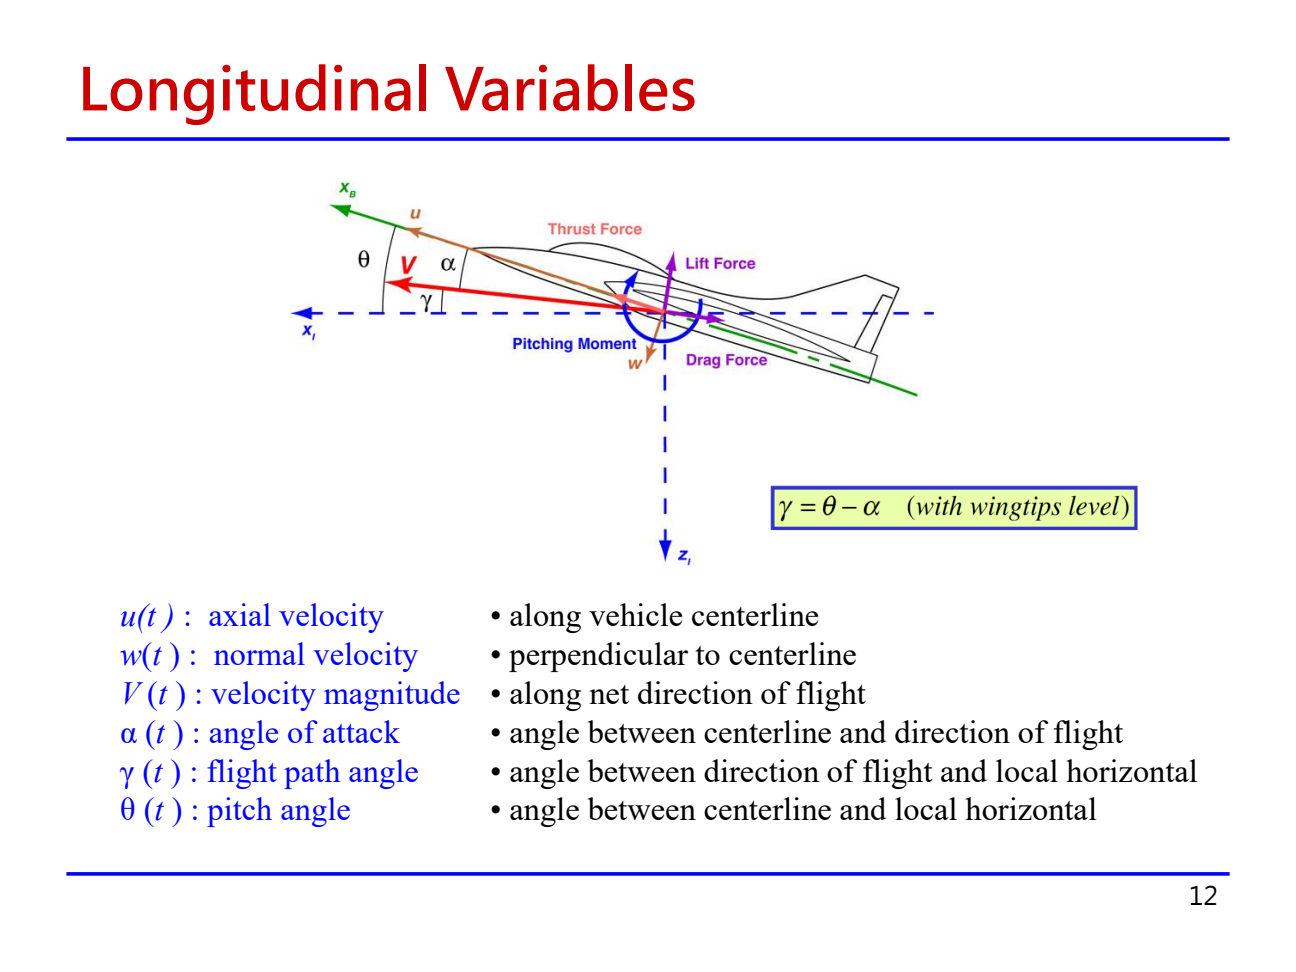 Longitudinal Variables
x_B
u
Thrust Force
θ
V
α
Lift Force
γ
x_I
Pitching Moment
w
Drag Force
γ = θ − α (with wingtips level)
z_I
u(t ) : axial velocity • along vehicle centerline
w(t ) : normal velocity • perpendicular to centerline
V (t ) : velocity magnitude • along net direction of flight
α (t ) : angle of attack • angle between centerline and direction of flight
γ (t ) : flight path angle • angle between direction of flight and local horizontal
θ (t ) : pitch angle • angle between centerline and local horizontal
12